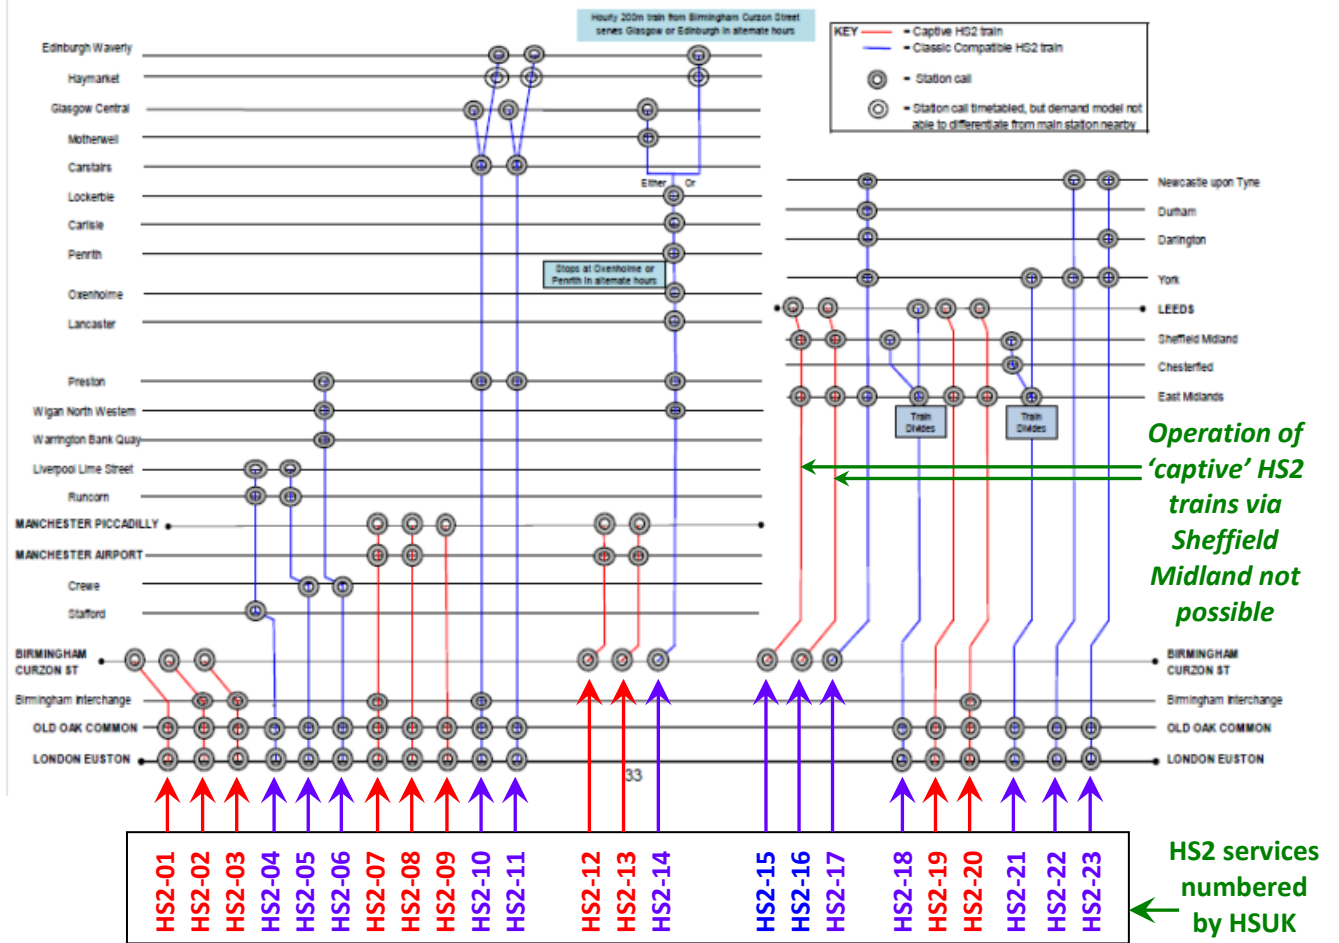 Hourly 200m train from Birmingham Curzon Street
serves Glasgow or Edinburgh in alternate hours
KEY
= Captive HS2 train
= Classic Compatible HS2 train
= Station call
= Station call timetabled, but demand model not
able to differentiate from main station nearby
Edinburgh Waverly
Haymarket
Glasgow Central
Motherwell
Carstairs
Lockerbie
Carlisle
Penrith
Oxenholme
Lancaster
Preston
Wigan North Western
Warrington Bank Quay
Liverpool Lime Street
Runcorn
MANCHESTER PICCADILLY
MANCHESTER AIRPORT
Crewe
Stafford
BIRMINGHAM
CURZON ST
Birmingham Interchange
OLD OAK COMMON
LONDON EUSTON
Either
Or
Stops at Oxenholme or
Penrith in alternate hours
Newcastle upon Tyne
Durham
Darlington
York
LEEDS
Sheffield Midland
Chesterfied
East Midlands
Train
Divides
Train
Divides
Operation of
‘captive’ HS2
trains via
Sheffield
Midland not
possible
BIRMINGHAM
CURZON ST
Birmingham Interchange
OLD OAK COMMON
LONDON EUSTON
33
HS2-01
HS2-02
HS2-03
HS2-04
HS2-05
HS2-06
HS2-07
HS2-08
HS2-09
HS2-10
HS2-11
HS2-12
HS2-13
HS2-14
HS2-15
HS2-16
HS2-17
HS2-18
HS2-19
HS2-20
HS2-21
HS2-22
HS2-23
HS2 services
numbered
by HSUK